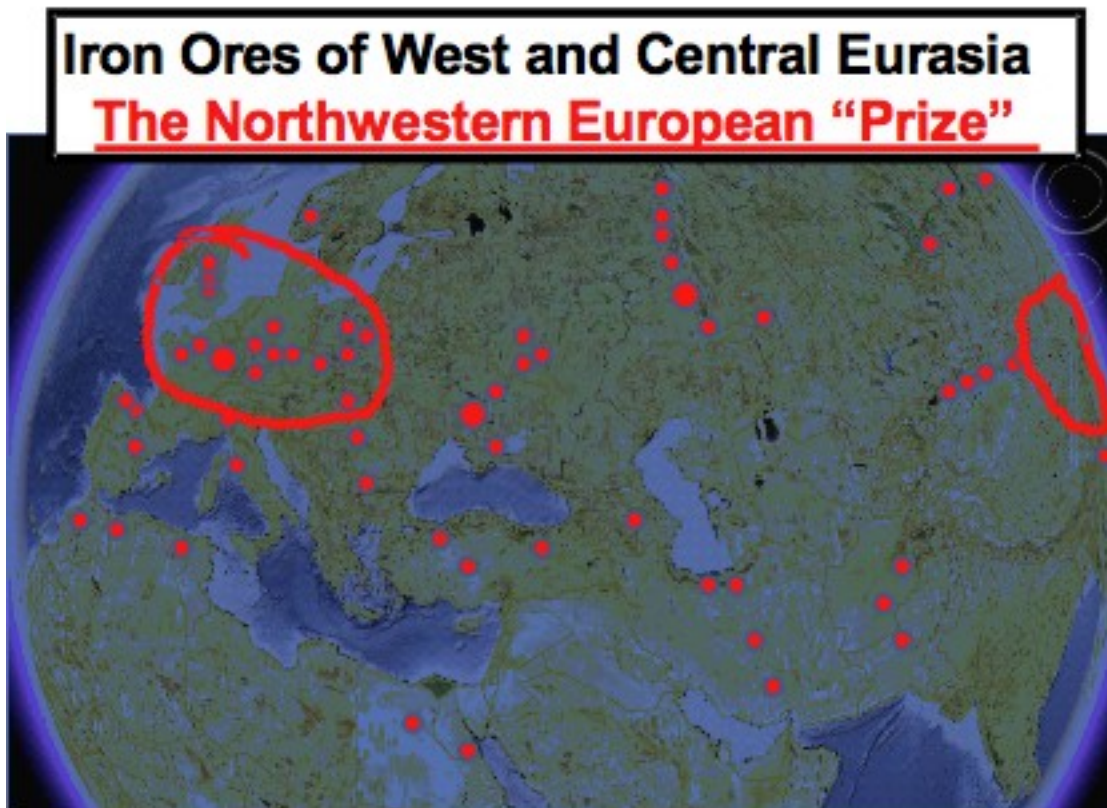 Iron Ores of West and Central Eurasia
The Northwestern European “Prize”